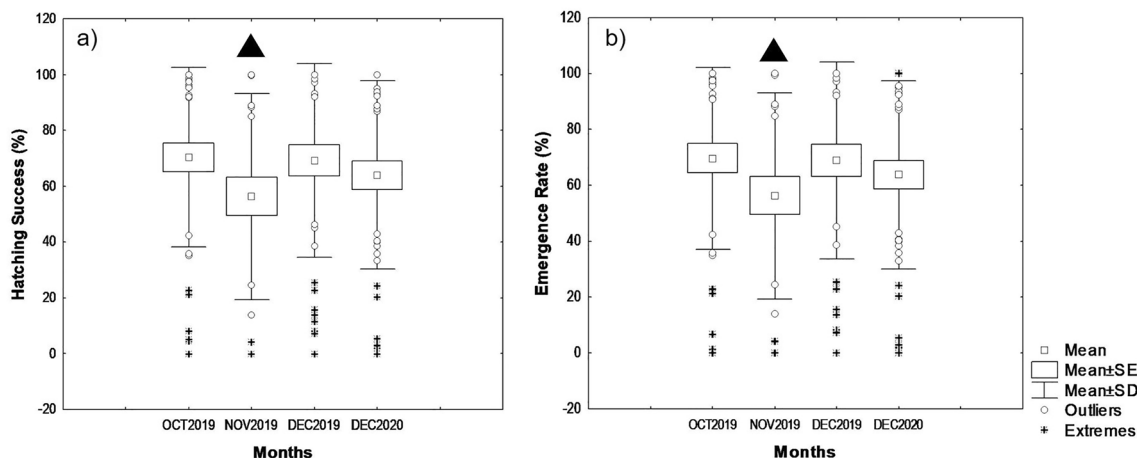 a)
120
100
80
60
40
20
0
-20
Hatching Success (%)
OCT2019 NOV2019 DEC2019 DEC2020
Months
b)
120
100
80
60
40
20
0
-20
Emergence Rate (%)
OCT2019 NOV2019 DEC2019 DEC2020
Months
Mean
Mean±SE
Mean±SD
Outliers
Extremes